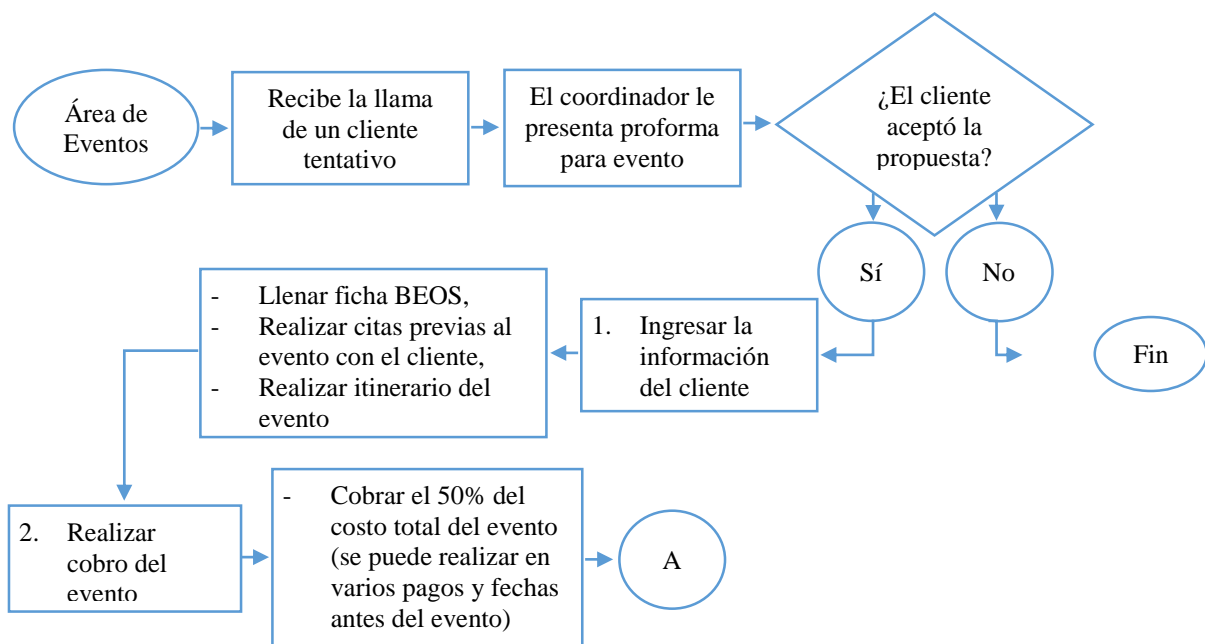 Área de
Eventos
Recibe la llama
de un cliente
tentativo
El coordinador le
presenta proforma
para evento
¿El cliente
aceptó la
propuesta?
Sí
No
Fin
1. Ingresar la
información
del cliente
- Llenar ficha BEOS,
- Realizar citas previas al
evento con el cliente,
- Realizar itinerario del
evento
2. Realizar
cobro del
evento
- Cobrar el 50% del
costo total del evento
(se puede realizar en
varios pagos y fechas
antes del evento)
A